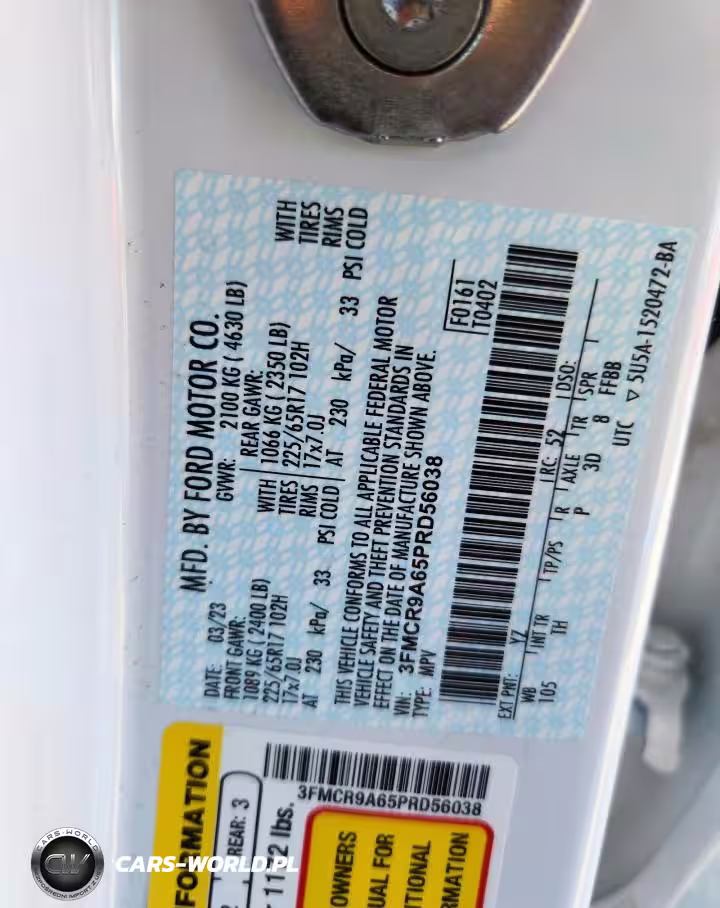 MFD. BY FORD MOTOR CO.
DATE: 03/23
GVWR: 2100 KG ( 4630 LB)
FRONT GAWR:
REAR GAWR:
1089 KG ( 2400 LB)
WITH
1066 KG ( 2350 LB)
WITH
225/65R17 102H
TIRES
225/65R17 102H
TIRES
17x7.0J
RIMS
17x7.0J
RIMS
AT 230 kPa/ 33 PSI COLD
AT 230 kPa/ 33 PSI COLD
THIS VEHICLE CONFORMS TO ALL APPLICABLE FEDERAL MOTOR
VEHICLE SAFETY AND THEFT PREVENTION STANDARDS IN
EFFECT ON THE DATE OF MANUFACTURE SHOWN ABOVE.
VIN: 3FMCR9A65PRD56038
TYPE: MPV
F0161
T0402
EXT PNT: YZ RC: 52 DSO:
WB INT TR TP/PS R AXLE TR SPR
105 TH P 3D 8 FFBB
UTC ▽ 5U5A-1520472-BA
FORMATION
REAR: 3
lbs.
3FMCR9A65PRD56038
OWNERS
UAL FOR
ITIONAL
RMATION
CARS-WORLD
CW
CARS-WORLD.PL